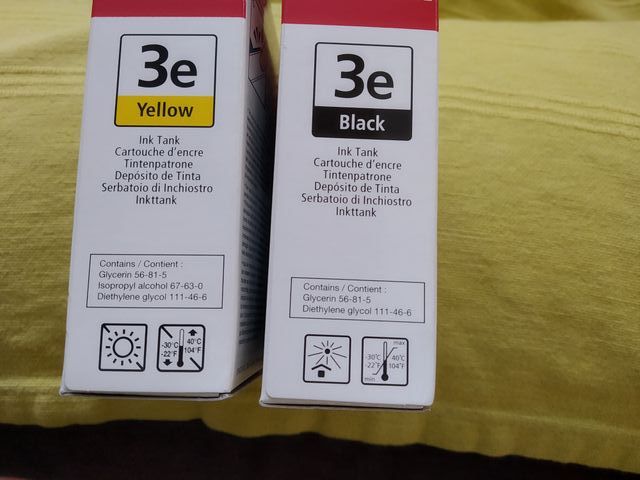 3e
Yellow
Ink Tank
Cartouche d'encre
Tintenpatrone
Depósito de Tinta
Serbatoio di Inchiostro
Inkttank
Contains / Contient :
Glycerin 56-81-5
Isopropyl alcohol 67-63-0
Diethylene glycol 111-46-6
-30°C
-22°F
40°C
104°F
3e
Black
Ink Tank
Cartouche d'encre
Tintenpatrone
Depósito de Tinta
Serbatoio di Inchiostro
Inkttank
Contains / Contient :
Glycerin 56-81-5
Diethylene glycol 111-46-6
max
-30°C
-22°F
40°C
104°F
min